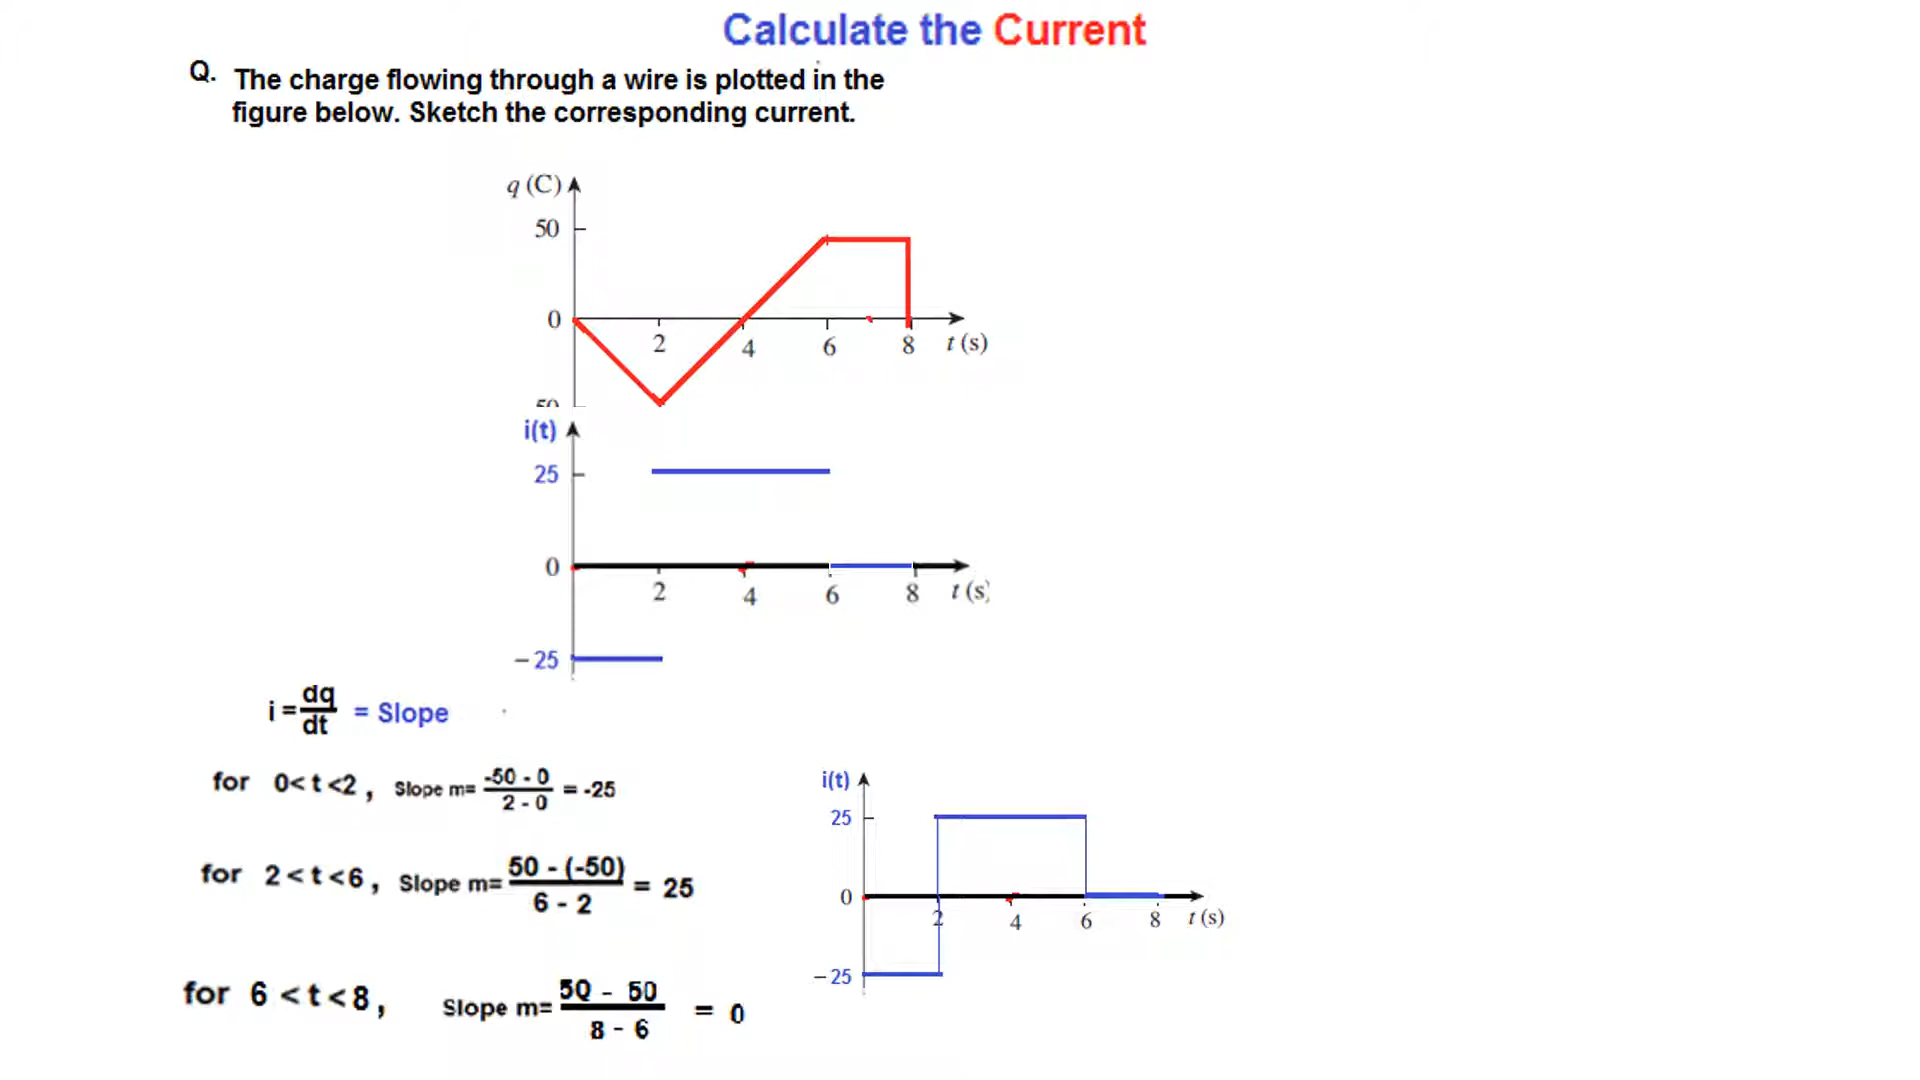 Calculate the Current
Q. The charge flowing through a wire is plotted in the
figure below. Sketch the corresponding current.
q (C)
50
0
2 4 6 8 t (s)
i(t)
25
0
2 4 6 8 t (s)
– 25
i = dq/dt = Slope
for 0< t <2 , Slope m= -50 - 0 / 2 - 0 = -25
for 2 < t < 6 , Slope m= 50 - (-50) / 6 - 2 = 25
for 6 < t < 8 , Slope m= 50 - 50 / 8 - 6 = 0
i(t)
25
0
2 4 6 8 t (s)
– 25